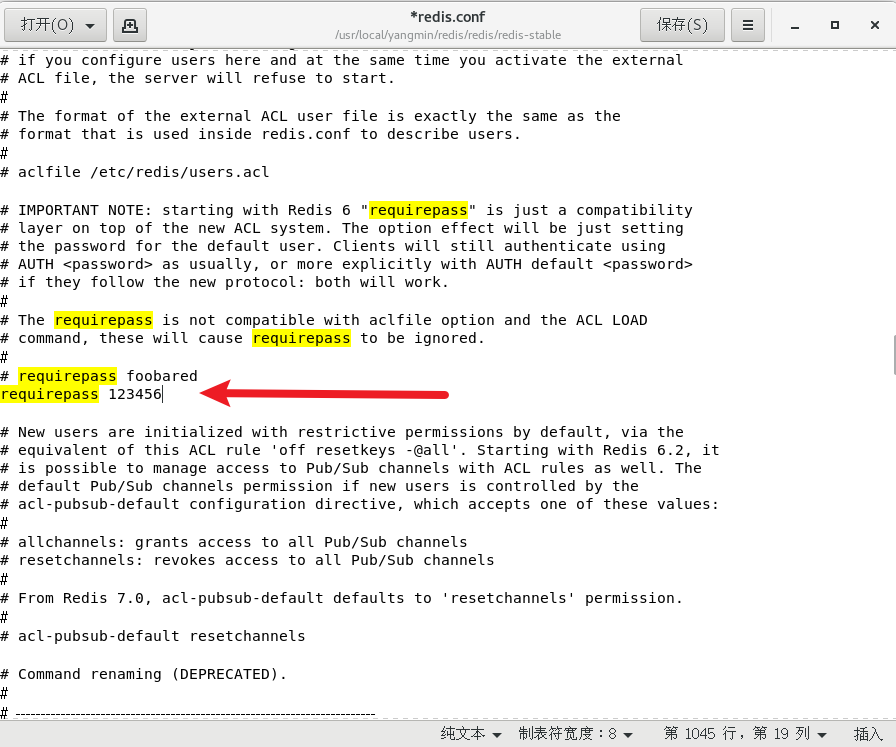 打开(O)
*redis.conf
/usr/local/yangmin/redis/redis/redis-stable
保存(S)
# if you configure users here and at the same time you activate the external
# ACL file, the server will refuse to start.
#
# The format of the external ACL user file is exactly the same as the
# format that is used inside redis.conf to describe users.
#
# aclfile /etc/redis/users.acl
# IMPORTANT NOTE: starting with Redis 6 "requirepass" is just a compatibility
# layer on top of the new ACL system. The option effect will be just setting
# the password for the default user. Clients will still authenticate using
# AUTH <password> as usually, or more explicitly with AUTH default <password>
# if they follow the new protocol: both will work.
#
# The requirepass is not compatible with aclfile option and the ACL LOAD
# command, these will cause requirepass to be ignored.
#
# requirepass foobared
requirepass 123456
# New users are initialized with restrictive permissions by default, via the
# equivalent of this ACL rule 'off resetkeys -@all'. Starting with Redis 6.2, it
# is possible to manage access to Pub/Sub channels with ACL rules as well. The
# default Pub/Sub channels permission if new users is controlled by the
# acl-pubsub-default configuration directive, which accepts one of these values:
#
# allchannels: grants access to all Pub/Sub channels
# resetchannels: revokes access to all Pub/Sub channels
#
# From Redis 7.0, acl-pubsub-default defaults to 'resetchannels' permission.
#
# acl-pubsub-default resetchannels
# Command renaming (DEPRECATED).
#
# ------------------------------------------------------------------------
纯文本 制表符宽度：8 第 1045 行，第 19 列 插入